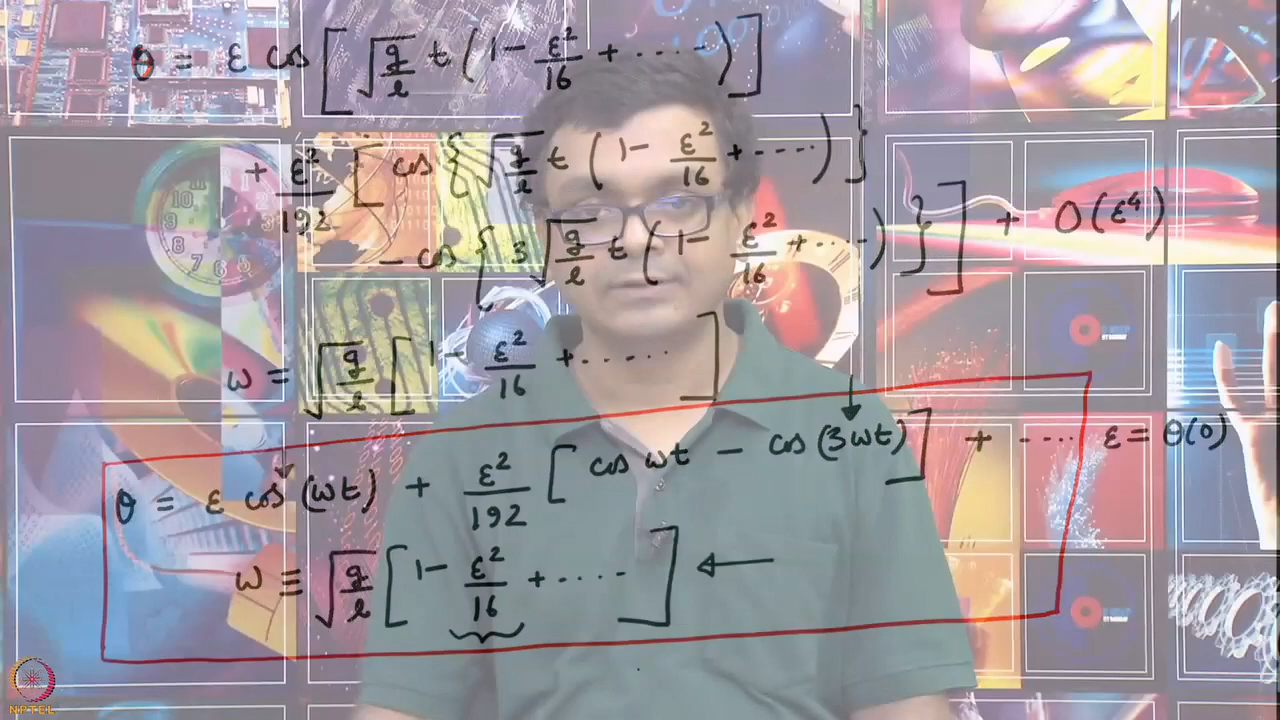 θ = ε cos [ √(g/l) t ( 1 - ε²/16 + ..... ) ]
+ ε²/192 [ cos { √(g/l) t ( 1 - ε²/16 + ..... ) }
- cos { 3 √(g/l) t ( 1 - ε²/16 + ..... ) } ] + O(ε⁴)
ω = √(g/l) [ 1 - ε²/16 + ...... ]
θ = ε cos (ωt) + ε²/192 [ cos ωt - cos (3ωt) ] + ..... ε = θ(0)
ω ≡ √(g/l) [ 1 - ε²/16 + ..... ]
NPTEL